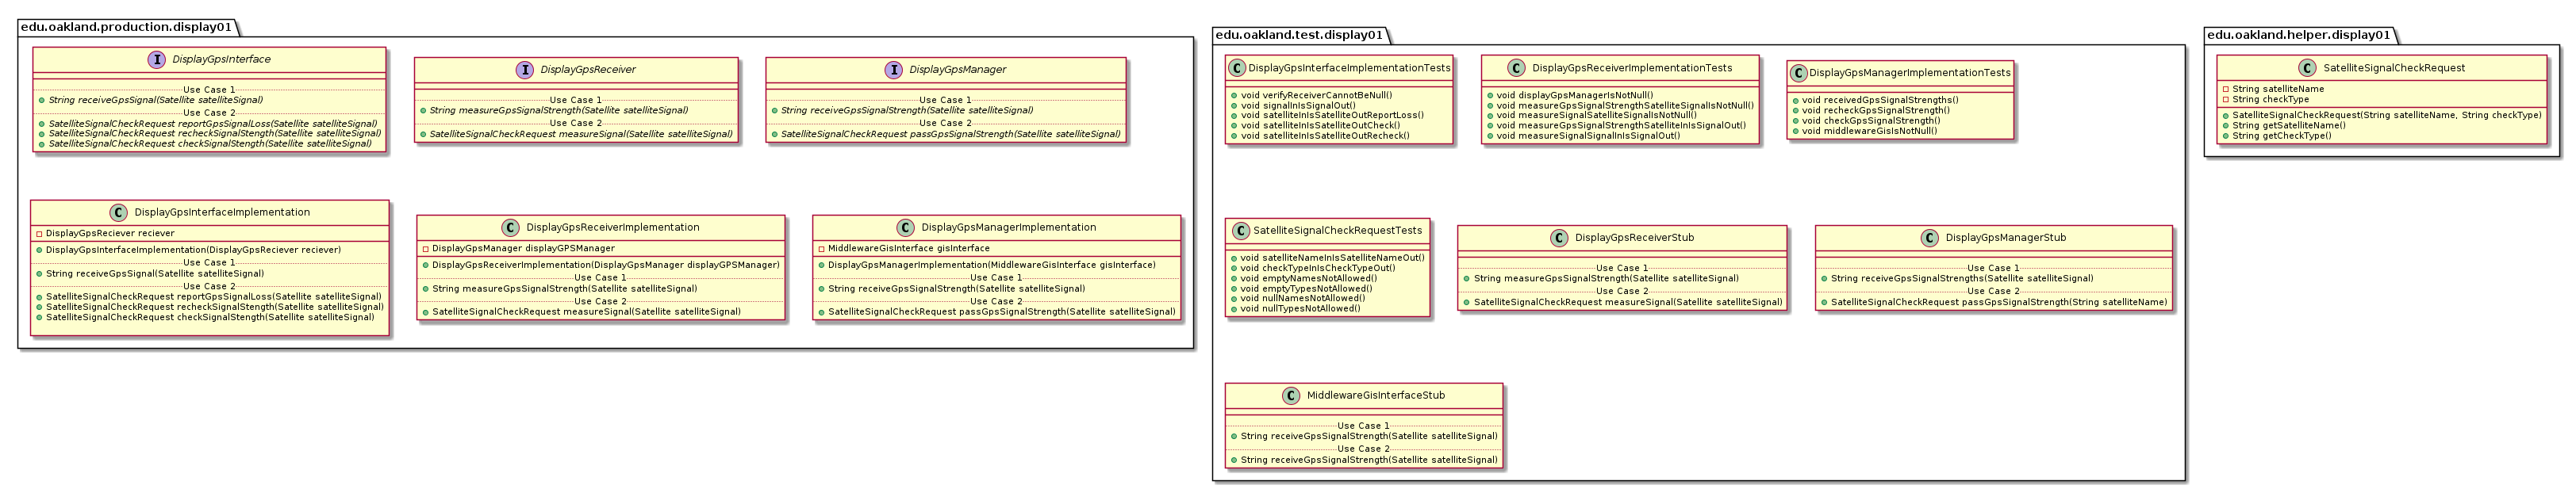 edu.oakland.production.display01
I DisplayGpsInterface
Use Case 1
String receiveGpsSignal(Satellite satelliteSignal)
Use Case 2
SatelliteSignalCheckRequest reportGpsSignalLoss(Satellite satelliteSignal)
SatelliteSignalCheckRequest recheckSignalStength(Satellite satelliteSignal)
SatelliteSignalCheckRequest checkSignalStength(Satellite satelliteSignal)
I DisplayGpsReceiver
Use Case 1
String measureGpsSignalStrength(Satellite satelliteSignal)
Use Case 2
SatelliteSignalCheckRequest measureSignal(Satellite satelliteSignal)
I DisplayGpsManager
Use Case 1
String receiveGpsSignalStrength(Satellite satelliteSignal)
Use Case 2
SatelliteSignalCheckRequest passGpsSignalStrength(Satellite satelliteSignal)
C DisplayGpsInterfaceImplementation
DisplayGpsReciever reciever
DisplayGpsInterfaceImplementation(DisplayGpsReciever reciever)
Use Case 1
String receiveGpsSignal(Satellite satelliteSignal)
Use Case 2
SatelliteSignalCheckRequest reportGpsSignalLoss(Satellite satelliteSignal)
SatelliteSignalCheckRequest recheckSignalStength(Satellite satelliteSignal)
SatelliteSignalCheckRequest checkSignalStength(Satellite satelliteSignal)
C DisplayGpsReceiverImplementation
DisplayGpsManager displayGPSManager
DisplayGpsReceiverImplementation(DisplayGpsManager displayGPSManager)
Use Case 1
String measureGpsSignalStrength(Satellite satelliteSignal)
Use Case 2
SatelliteSignalCheckRequest measureSignal(Satellite satelliteSignal)
C DisplayGpsManagerImplementation
MiddlewareGisInterface gisInterface
DisplayGpsManagerImplementation(MiddlewareGisInterface gisInterface)
Use Case 1
String receiveGpsSignalStrength(Satellite satelliteSignal)
Use Case 2
SatelliteSignalCheckRequest passGpsSignalStrength(Satellite satelliteSignal)
edu.oakland.test.display01
C DisplayGpsInterfaceImplementationTests
void verifyReceiverCannotBeNull()
void signalInIsSignalOut()
void satelliteInIsSatelliteOutReportLoss()
void satelliteInIsSatelliteOutCheck()
void satelliteInIsSatelliteOutRecheck()
C DisplayGpsReceiverImplementationTests
void displayGpsManagerIsNotNull()
void measureGpsSignalStrengthSatelliteSignalIsNotNull()
void measureSignalSatelliteSignalIsNotNull()
void measureGpsSignalStrengthSatelliteInIsSignalOut()
void measureSignalSignalInIsSignalOut()
C DisplayGpsManagerImplementationTests
void receivedGpsSignalStrengths()
void recheckGpsSignalStrength()
void checkGpsSignalStrength()
void middlewareGisIsNotNull()
C SatelliteSignalCheckRequestTests
void satelliteNameInIsSatelliteNameOut()
void checkTypeInIsCheckTypeOut()
void emptyNamesNotAllowed()
void emptyTypesNotAllowed()
void nullNamesNotAllowed()
void nullTypesNotAllowed()
C DisplayGpsReceiverStub
Use Case 1
String measureGpsSignalStrength(Satellite satelliteSignal)
Use Case 2
SatelliteSignalCheckRequest measureSignal(Satellite satelliteSignal)
C DisplayGpsManagerStub
Use Case 1
String receiveGpsSignalStrengths(Satellite satelliteSignal)
Use Case 2
SatelliteSignalCheckRequest passGpsSignalStrength(String satelliteName)
C MiddlewareGisInterfaceStub
Use Case 1
String receiveGpsSignalStrength(Satellite satelliteSignal)
Use Case 2
String receiveGpsSignalStrength(Satellite satelliteSignal)
edu.oakland.helper.display01
C SatelliteSignalCheckRequest
String satelliteName
String checkType
SatelliteSignalCheckRequest(String satelliteName, String checkType)
String getSatelliteName()
String getCheckType()